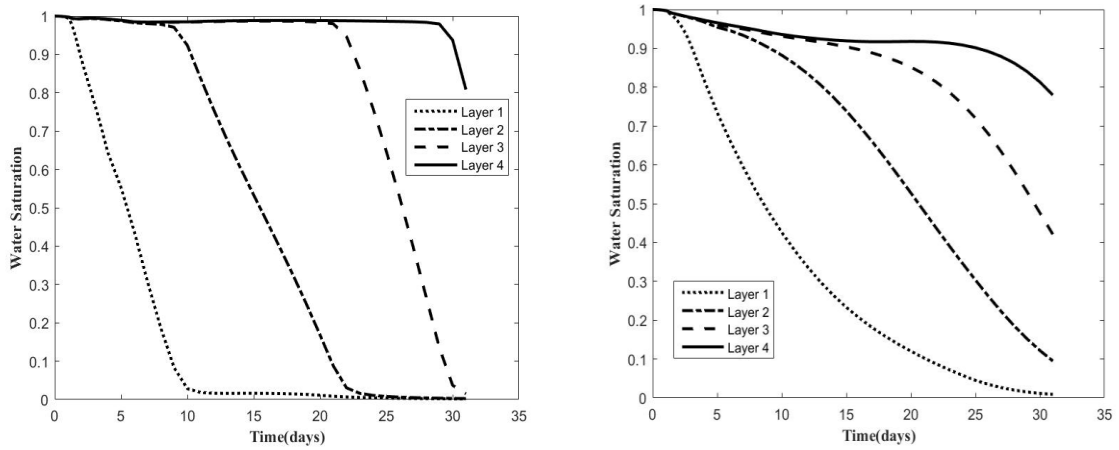 1
0.9
0.8
0.7
0.6
0.5
0.4
0.3
0.2
0.1
0
Water Saturation
Layer 1
Layer 2
Layer 3
Layer 4
0 5 10 15 20 25 30 35
Time(days)
1
0.9
0.8
0.7
0.6
0.5
0.4
0.3
0.2
0.1
0
Water Saturation
Layer 1
Layer 2
Layer 3
Layer 4
0 5 10 15 20 25 30 35
Time(days)